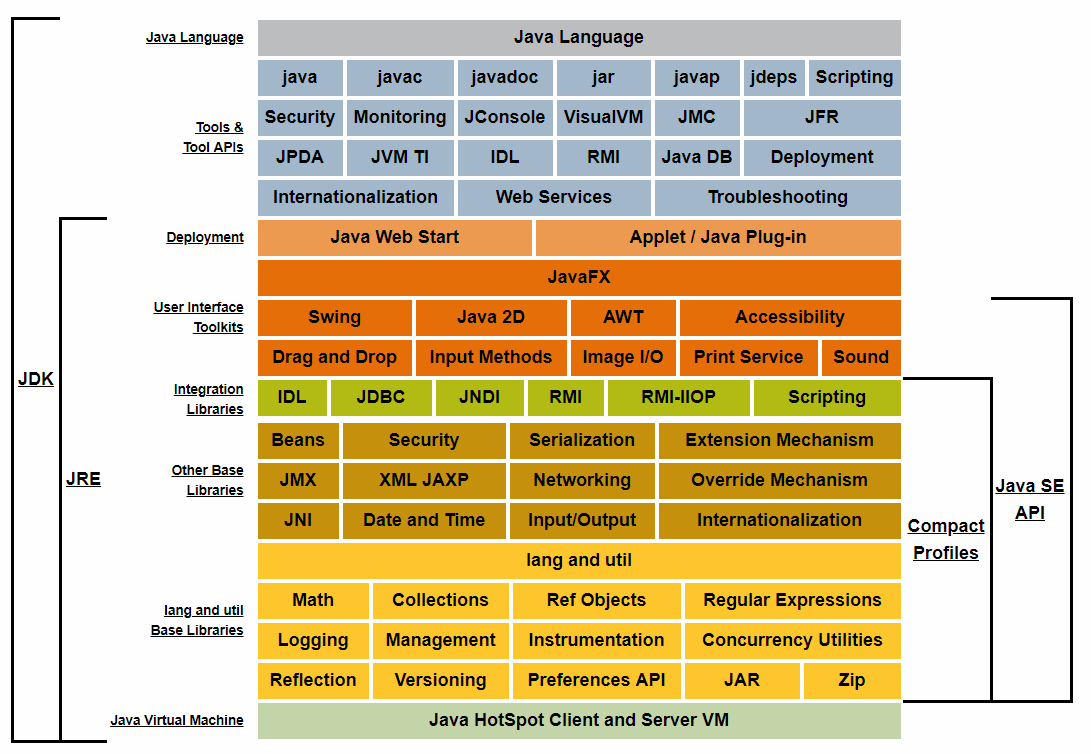 Java Language Java Language
java javac javadoc jar javap jdeps Scripting
Security Monitoring JConsole VisualVM JMC JFR
Tools &
Tool APIs
JPDA JVM TI IDL RMI Java DB Deployment
Internationalization Web Services Troubleshooting
Deployment Java Web Start Applet / Java Plug-in
JavaFX
User Interface
Toolkits
Swing Java 2D AWT Accessibility
Drag and Drop Input Methods Image I/O Print Service Sound
JDK
Integration
Libraries
IDL JDBC JNDI RMI RMI-IIOP Scripting
Beans Security Serialization Extension Mechanism
JRE
Other Base
Libraries
JMX XML JAXP Networking Override Mechanism
Java SE
API
JNI Date and Time Input/Output Internationalization
Compact
Profiles
lang and util
Math Collections Ref Objects Regular Expressions
lang and util
Base Libraries
Logging Management Instrumentation Concurrency Utilities
Reflection Versioning Preferences API JAR Zip
Java Virtual Machine Java HotSpot Client and Server VM